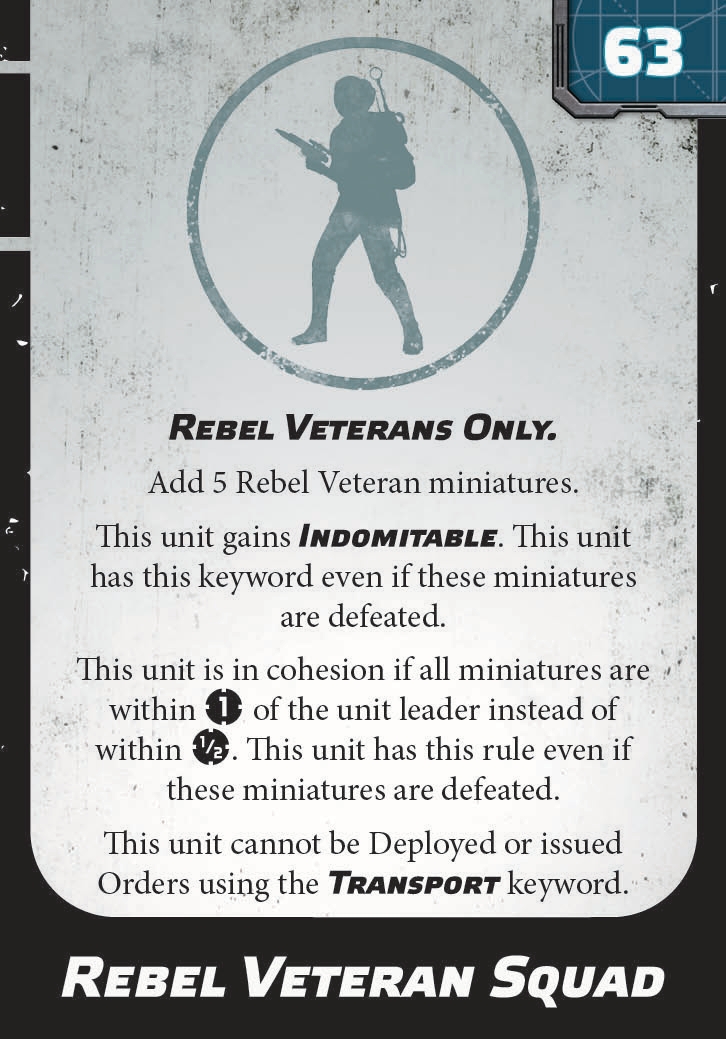 63
REBEL VETERANS ONLY.
Add 5 Rebel Veteran miniatures.
This unit gains INDOMITABLE. This unit
has this keyword even if these miniatures
are defeated.
This unit is in cohesion if all miniatures are
within 1 of the unit leader instead of
within 1/2. This unit has this rule even if
these miniatures are defeated.
This unit cannot be Deployed or issued
Orders using the TRANSPORT keyword.
REBEL VETERAN SQUAD